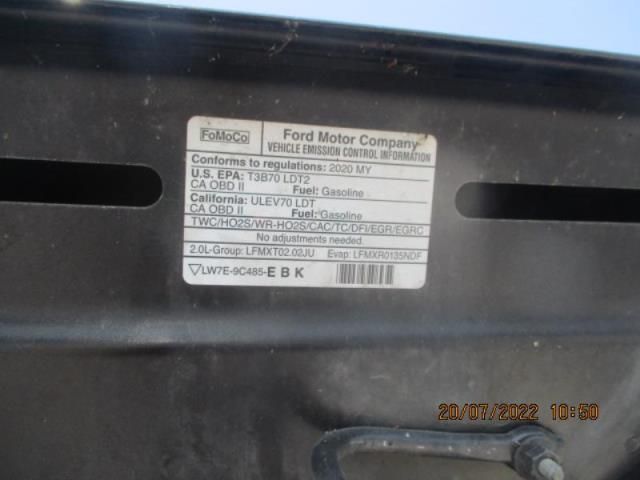 FoMoCo
Ford Motor Company
VEHICLE EMISSION CONTROL INFORMATION
Conforms to regulations: 2020 MY
U.S. EPA: T3B70 LDT2
CA OBD II Fuel: Gasoline
California: ULEV70 LDT
CA OBD II Fuel: Gasoline
TWC/HO2S/WR-HO2S/CAC/TC/DFI/EGR/EGRC
No adjustments needed.
2.0L-Group: LFMXT02.02JU Evap: LFMXR0135NDF
LW7E-9C485-E B K
20/07/2022 10:50